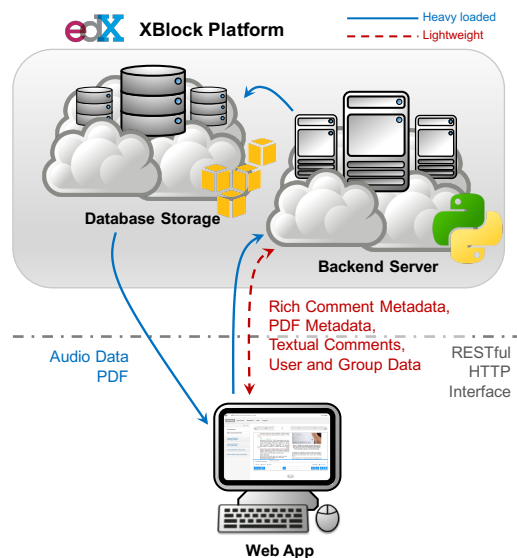 edX XBlock Platform
Heavy loaded
Lightweight
Database Storage
Backend Server
Rich Comment Metadata,
PDF Metadata,
Textual Comments,
User and Group Data
Audio Data
PDF
RESTful
HTTP
Interface
Web App